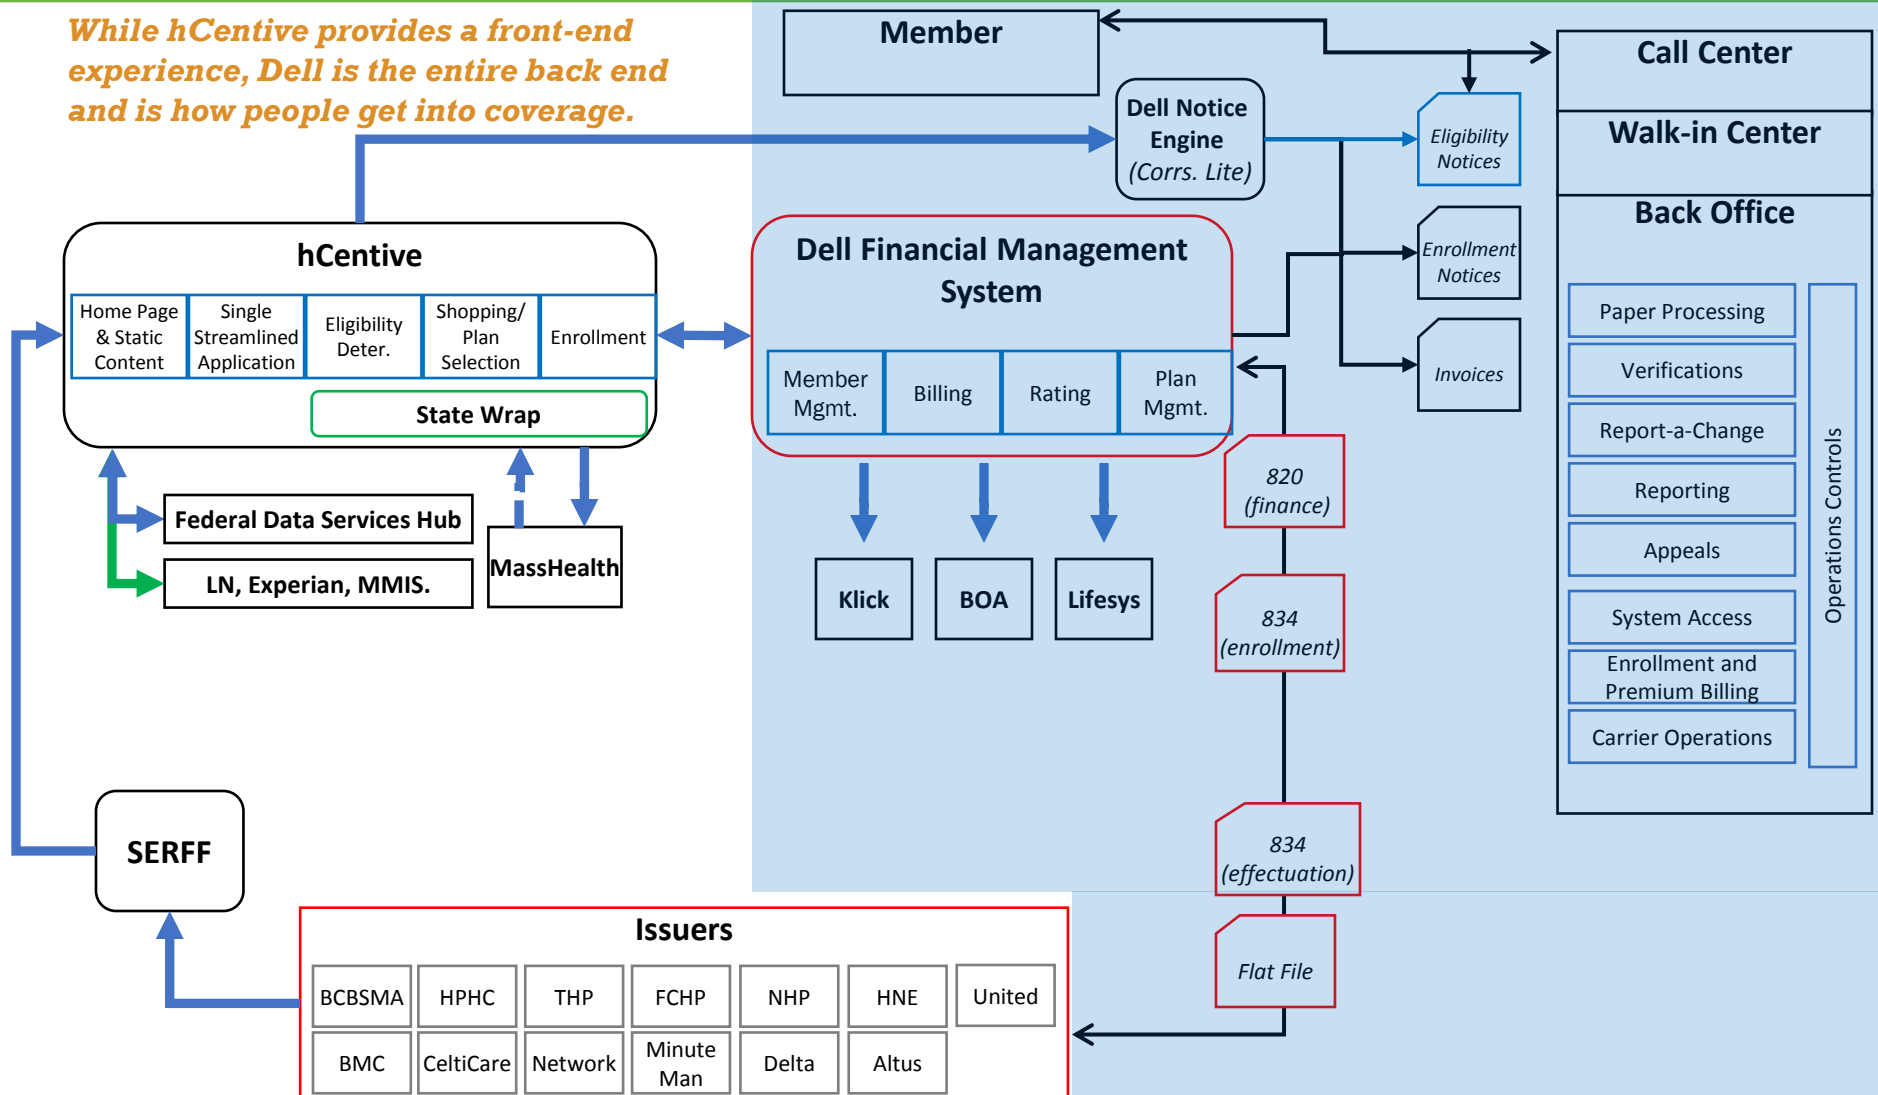 While hCentive provides a front-end
experience, Dell is the entire back end
and is how people get into coverage.
Member
Call Center
Dell Notice
Engine
(Corrs. Lite)
Eligibility
Notices
Walk-in Center
Back Office
Enrollment
Notices
Invoices
hCentive
Home Page
& Static
Content
Single
Streamlined
Application
Eligibility
Deter.
Shopping/
Plan
Selection
Enrollment
State Wrap
Dell Financial Management
System
Member
Mgmt.
Billing
Rating
Plan
Mgmt.
Paper Processing
Verifications
Report-a-Change
Reporting
Appeals
System Access
Enrollment and
Premium Billing
Carrier Operations
Operations Controls
Federal Data Services Hub
LN, Experian, MMIS.
MassHealth
Klick
BOA
Lifesys
820
(finance)
834
(enrollment)
834
(effectuation)
Flat File
SERFF
Issuers
BCBSMA
HPHC
THP
FCHP
NHP
HNE
United
BMC
CeltiCare
Network
Minute
Man
Delta
Altus